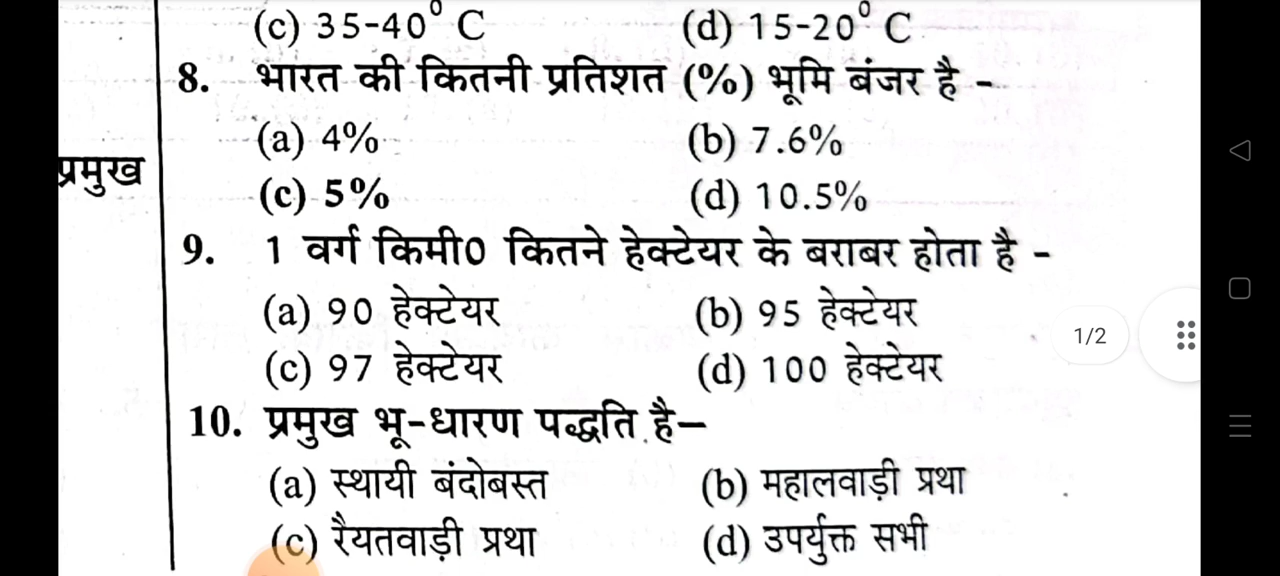 (c) 35-40⁰ C (d) 15-20⁰ C
8. भारत की कितनी प्रतिशत (%) भूमि बंजर है -
(a) 4% (b) 7.6%
प्रमुख
(c) 5% (d) 10.5%
9. 1 वर्ग किमी0 कितने हेक्टेयर के बराबर होता है -
(a) 90 हेक्टेयर (b) 95 हेक्टेयर
1/2
(c) 97 हेक्टेयर (d) 100 हेक्टेयर
10. प्रमुख भू-धारण पद्धति है–
(a) स्थायी बंदोबस्त (b) महालवाड़ी प्रथा
(c) रैयतवाड़ी प्रथा (d) उपर्युक्त सभी